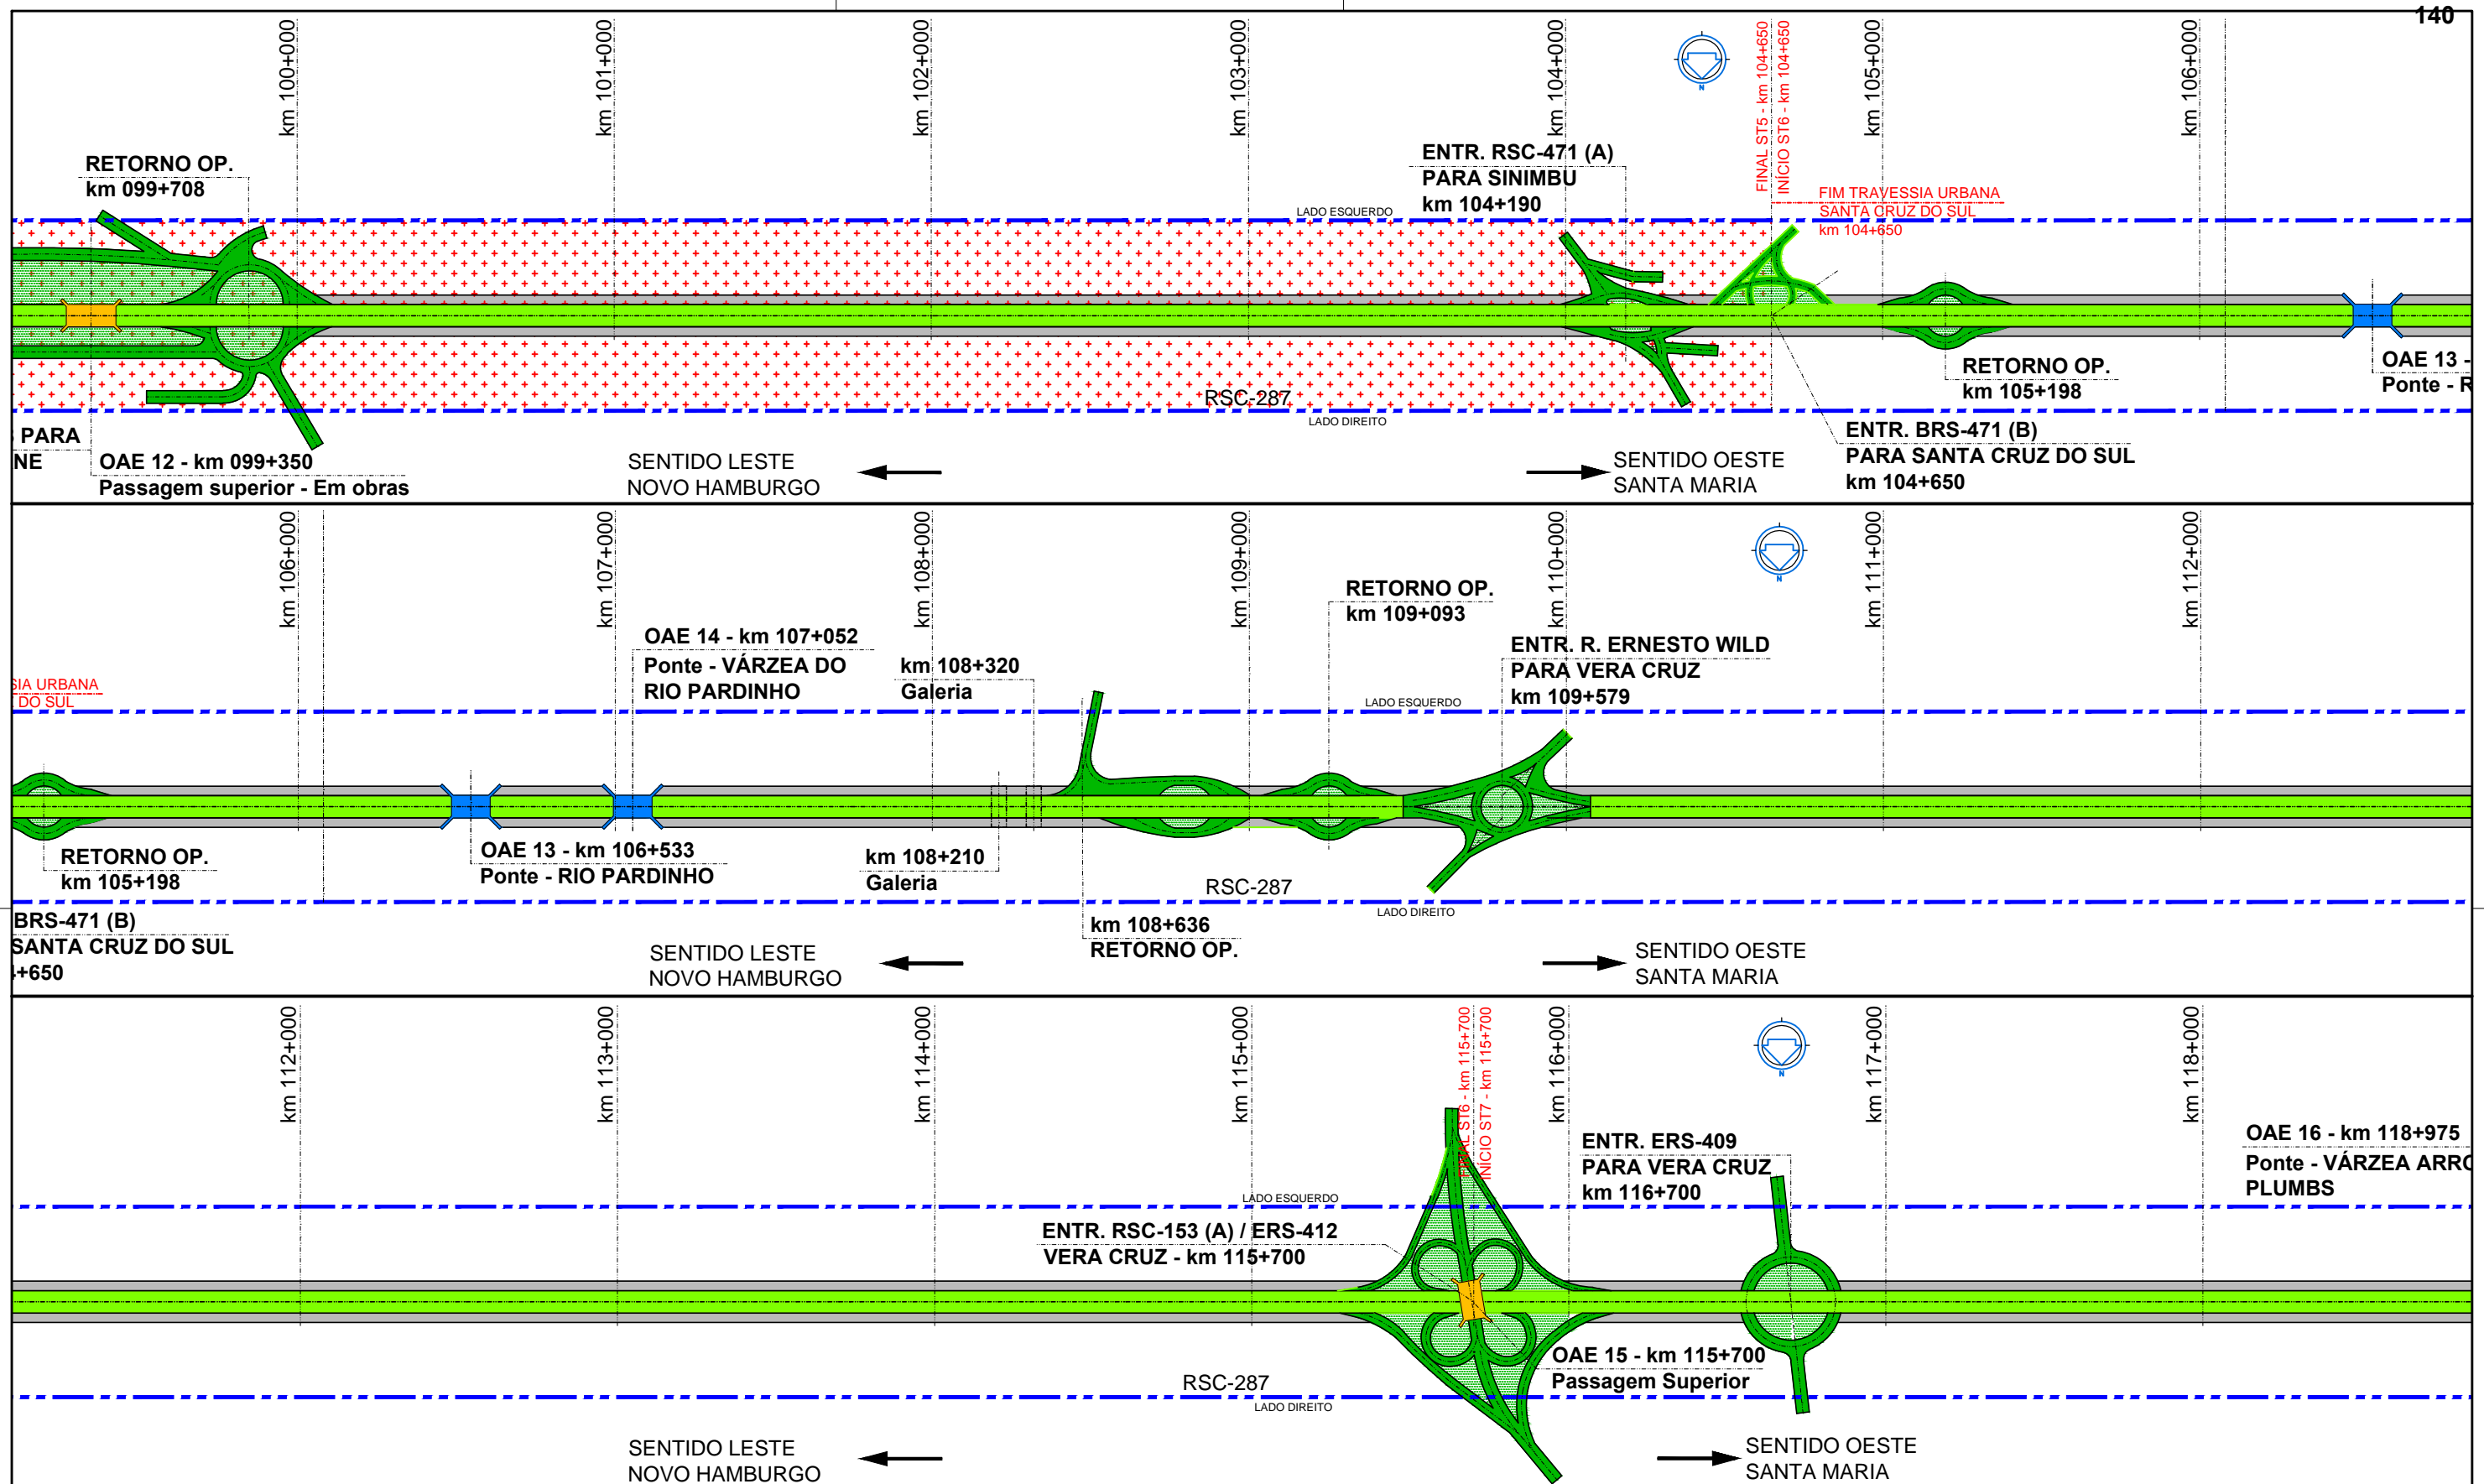 140
km 100+000
km 101+000
km 102+000
km 103+000
km 104+000
FINAL ST5 - km 104+650
INÍCIO ST6 - km 104+650
km 105+000
km 106+000
N
RETORNO OP.
km 099+708
ENTR. RSC-471 (A)
PARA SINIMBU
km 104+190
FIM TRAVESSIA URBANA
SANTA CRUZ DO SUL
km 104+650
LADO ESQUERDO
RETORNO OP.
km 105+198
OAE 13 -
Ponte - R
RSC-287
LADO DIREITO
PARA
NE
OAE 12 - km 099+350
Passagem superior - Em obras
SENTIDO LESTE
NOVO HAMBURGO
SENTIDO OESTE
SANTA MARIA
ENTR. BRS-471 (B)
PARA SANTA CRUZ DO SUL
km 104+650
km 106+000
km 107+000
km 108+000
km 109+000
km 110+000
km 111+000
km 112+000
N
RETORNO OP.
km 109+093
OAE 14 - km 107+052
Ponte - VÁRZEA DO
RIO PARDINHO
km 108+320
Galeria
ENTR. R. ERNESTO WILD
PARA VERA CRUZ
km 109+579
SIA URBANA
DO SUL
LADO ESQUERDO
RETORNO OP.
km 105+198
OAE 13 - km 106+533
Ponte - RIO PARDINHO
km 108+210
Galeria
RSC-287
LADO DIREITO
BRS-471 (B)
SANTA CRUZ DO SUL
+650
km 108+636
RETORNO OP.
SENTIDO LESTE
NOVO HAMBURGO
SENTIDO OESTE
SANTA MARIA
km 112+000
km 113+000
km 114+000
km 115+000
FINAL ST6 - km 115+700
INÍCIO ST7 - km 115+700
km 116+000
km 117+000
km 118+000
N
ENTR. ERS-409
PARA VERA CRUZ
km 116+700
OAE 16 - km 118+975
Ponte - VÁRZEA ARRO
PLUMBS
LADO ESQUERDO
ENTR. RSC-153 (A) / ERS-412
VERA CRUZ - km 115+700
OAE 15 - km 115+700
Passagem Superior
RSC-287
LADO DIREITO
SENTIDO LESTE
NOVO HAMBURGO
SENTIDO OESTE
SANTA MARIA